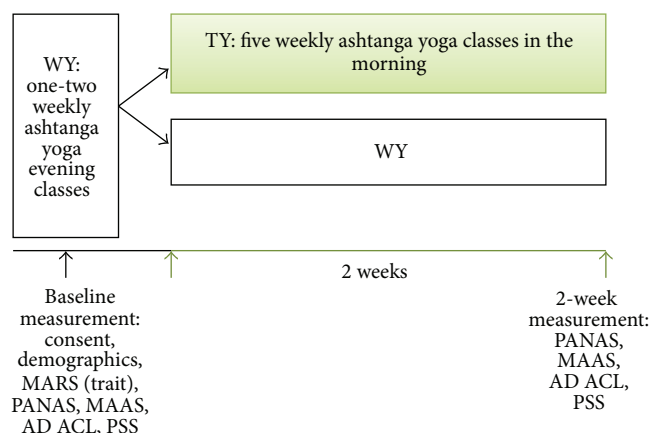 WY:
one-two
weekly
ashtanga
yoga
evening
classes
TY: five weekly ashtanga yoga classes in the
morning
WY
2 weeks
Baseline
measurement:
consent,
demographics,
MARS (trait),
PANAS, MAAS,
AD ACL, PSS
2-week
measurement:
PANAS,
MAAS,
AD ACL,
PSS